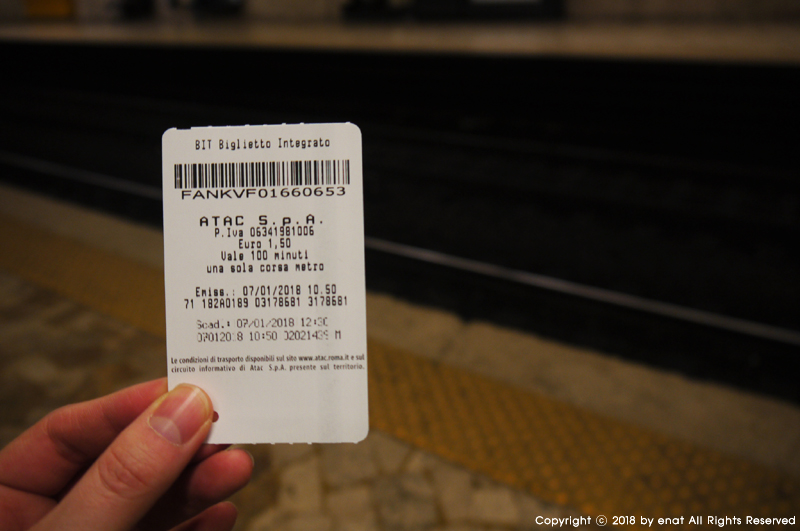 BIT Biglietto Integrato
FANKVF01660653
ATAC S.p.A.
P.Iva 06341981006
Euro 1,50
Vale 100 minuti
una sola corsa metro
Emiss.: 07/01/2018 10.50
71 182A0189 03178681 3178681
Scad.: 07/01/2018 12:30
10:50 M
Le condizioni di trasporto disponibili sul sito www.atac.roma.it e sul
circuito informativo di Atac S.p.A. presente sul territorio.
Copyright © 2018 by enat All Rights Reserved